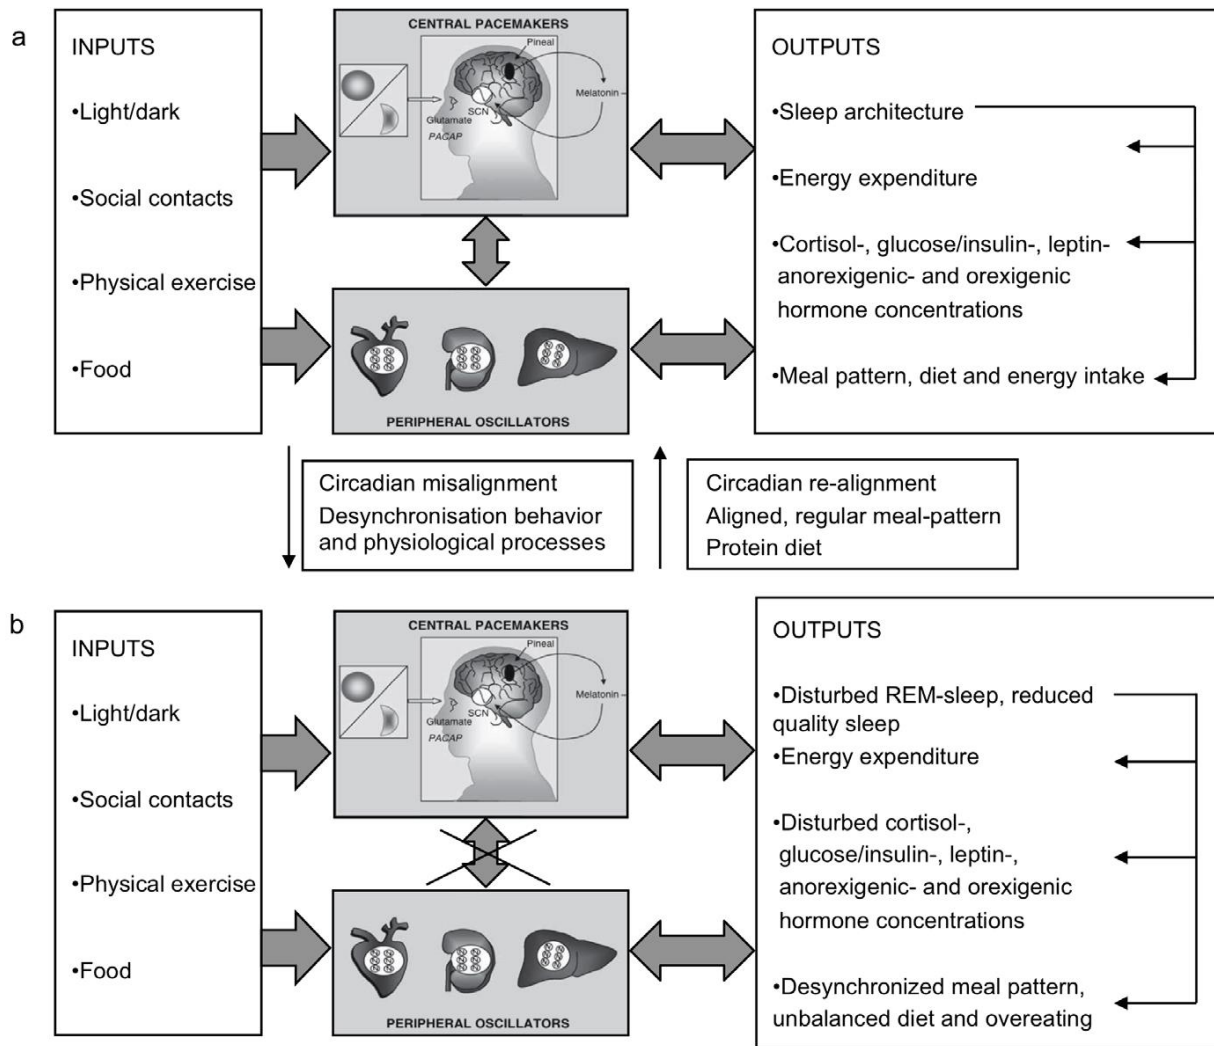 a
INPUTS
•Light/dark
•Social contacts
•Physical exercise
•Food
CENTRAL PACEMAKERS
Pineal
Melatonin
SCN
Glutamate
PACAP
PERIPHERAL OSCILLATORS
OUTPUTS
•Sleep architecture
•Energy expenditure
•Cortisol-, glucose/insulin-, leptin-
anorexigenic- and orexigenic
hormone concentrations
•Meal pattern, diet and energy intake
Circadian misalignment
Desynchronisation behavior
and physiological processes
Circadian re-alignment
Aligned, regular meal-pattern
Protein diet
b
INPUTS
•Light/dark
•Social contacts
•Physical exercise
•Food
CENTRAL PACEMAKERS
Pineal
Melatonin
SCN
Glutamate
PACAP
PERIPHERAL OSCILLATORS
OUTPUTS
•Disturbed REM-sleep, reduced
quality sleep
•Energy expenditure
•Disturbed cortisol-,
glucose/insulin-, leptin-,
anorexigenic- and orexigenic
hormone concentrations
•Desynchronized meal pattern,
unbalanced diet and overeating